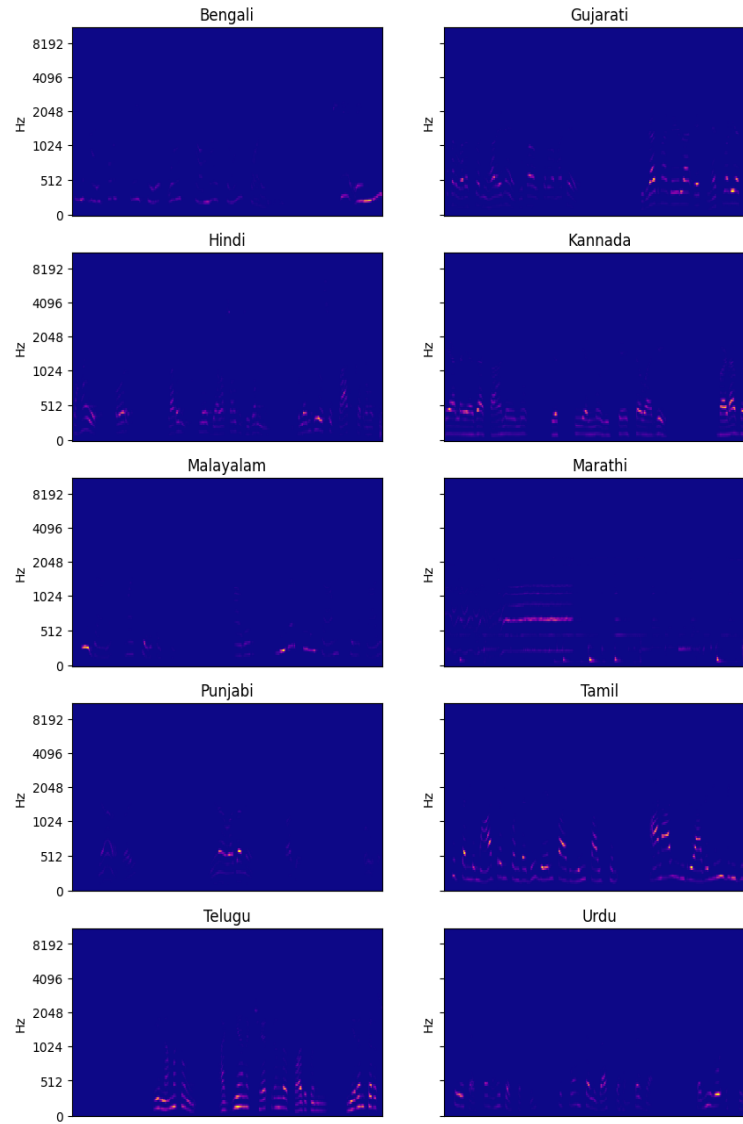 Bengali
Gujarati
8192
4096
2048
1024
512
0
Hz
Hz
Hindi
Kannada
8192
4096
2048
1024
512
0
Hz
Hz
Malayalam
Marathi
8192
4096
2048
1024
512
0
Hz
Hz
Punjabi
Tamil
8192
4096
2048
1024
512
0
Hz
Hz
Telugu
Urdu
8192
4096
2048
1024
512
0
Hz
Hz